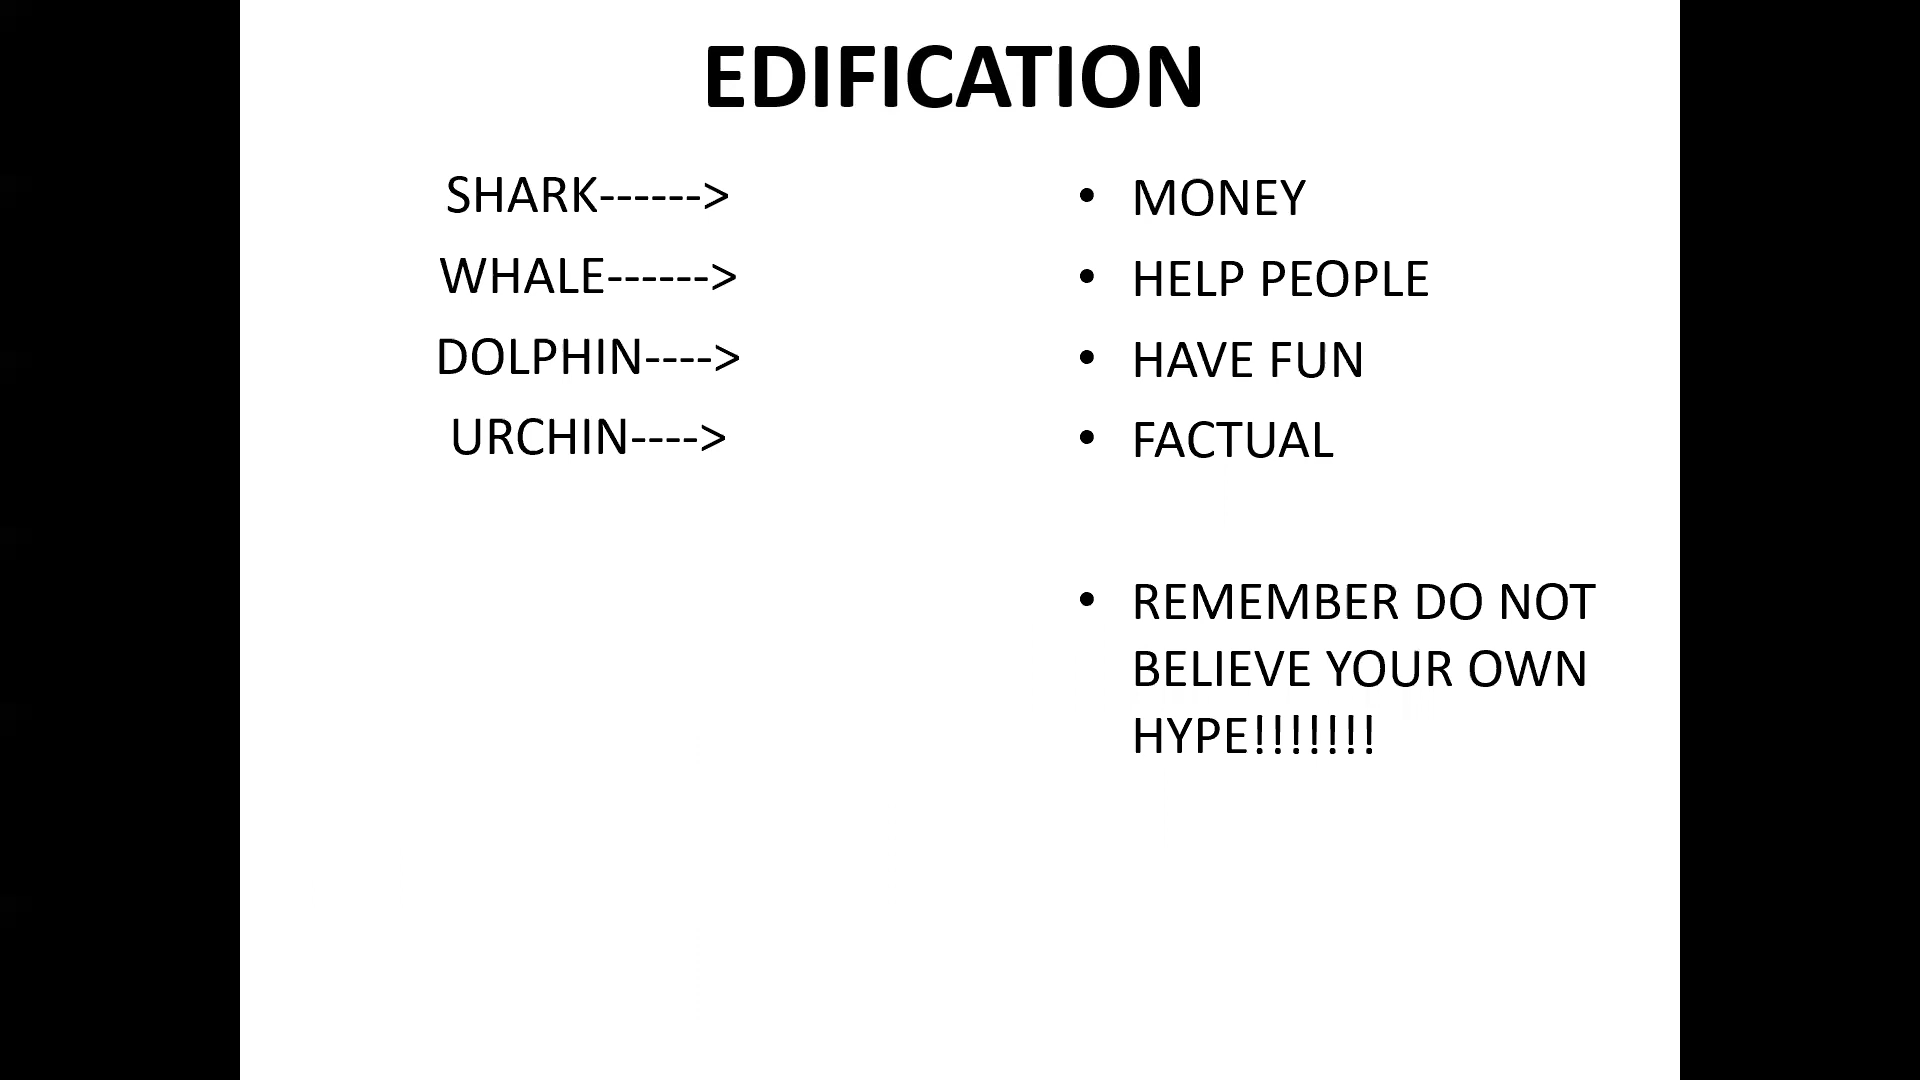 EDIFICATION
SHARK------>
WHALE------>
DOLPHIN---->
URCHIN---->
• MONEY
• HELP PEOPLE
• HAVE FUN
• FACTUAL
• REMEMBER DO NOT
BELIEVE YOUR OWN
HYPE!!!!!!!